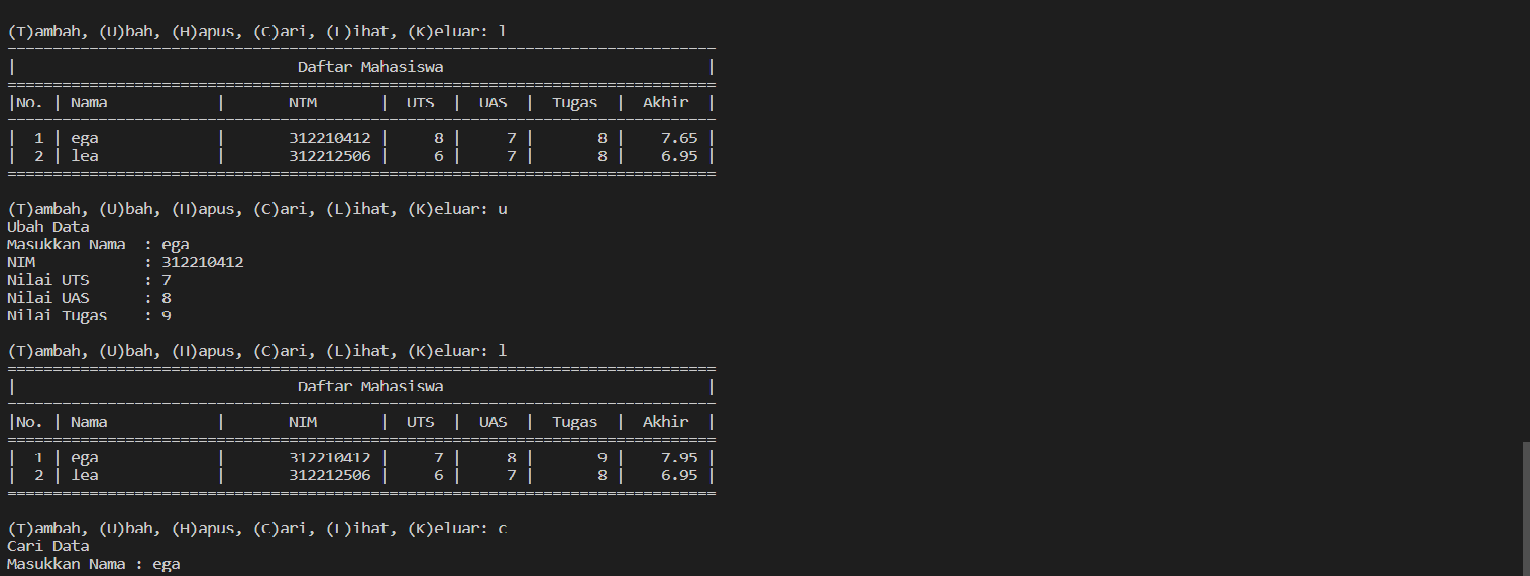 (T)ambah, (U)bah, (H)apus, (C)ari, (L)ihat, (K)eluar: l
==============================================================================
|                               Daftar Mahasiswa                             |
==============================================================================
|No. | Nama            |       NIM       |  UTS  |  UAS  |  Tugas  |  Akhir  |
==============================================================================
|  1 | ega             |       312210412 |     8 |     7 |       8 |    7.65 |
|  2 | lea             |       312212506 |     6 |     7 |       8 |    6.95 |
==============================================================================
(T)ambah, (U)bah, (H)apus, (C)ari, (L)ihat, (K)eluar: u
Ubah Data
Masukkan Nama  : ega
NIM            : 312210412
Nilai UTS      : 7
Nilai UAS      : 8
Nilai Tugas    : 9
(T)ambah, (U)bah, (H)apus, (C)ari, (L)ihat, (K)eluar: l
==============================================================================
|                               Daftar Mahasiswa                             |
==============================================================================
|No. | Nama            |       NIM       |  UTS  |  UAS  |  Tugas  |  Akhir  |
==============================================================================
|  1 | ega             |       312210412 |     7 |     8 |       9 |    7.95 |
|  2 | lea             |       312212506 |     6 |     7 |       8 |    6.95 |
==============================================================================
(T)ambah, (U)bah, (H)apus, (C)ari, (L)ihat, (K)eluar: c
Cari Data
Masukkan Nama : ega